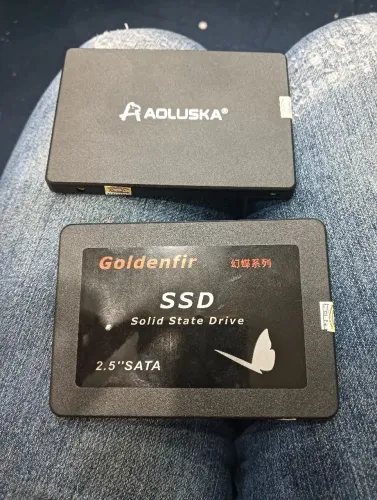 AOLUSKA®
Goldenfir 幻蝶系列
SSD
Solid State Drive
2.5"SATA